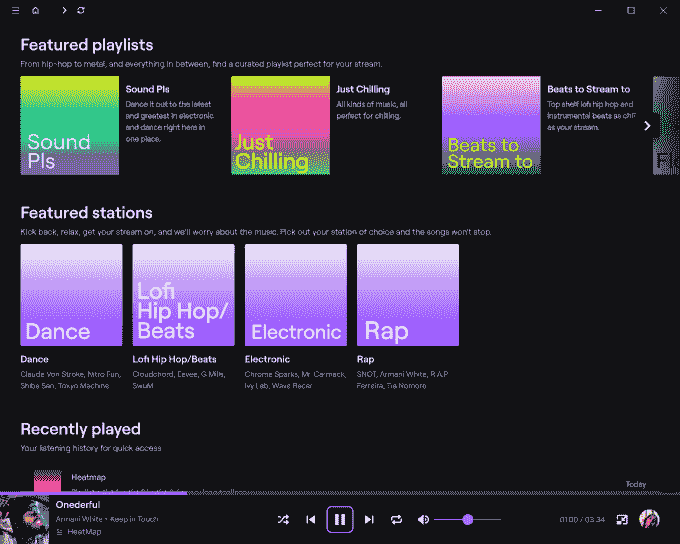 Featured playlists
From hip-hop to metal, and everything in between, find a curated playlist perfect for your stream.
Sound
Pls
Sound Pls
Dance it out to the latest
and greatest in electronic
and dance right here in
one place.
Just
Chilling
Just Chilling
All kinds of music, all
perfect for chilling.
Beats to
Stream to
Beats to Stream to
Top shelf lofi hip hop and
instrumental beats as chill
as your stream.
Featured stations
Kick back, relax, get your stream on, and we'll worry about the music. Pick out your station of choice and the songs won't stop.
Dance
Lofi
Hip Hop/
Beats
Electronic
Rap
Dance
Claude Von Stroke, Nitro Fun,
Shiba San, Tokyo Machine
Lofi Hip Hop/Beats
Cloudchord, Eevee, G Mills,
SwuM
Electronic
Chrome Sparks, Mr. Carmack,
Ivy Lab, Wave Racer
Rap
SNOT, Armani White, R.A.P.
Ferreira, Tia Nomore
Recently played
Your listening history for quick access
Heatmap
Today
Onederful
Armani White • Keep in Touch
HeatMap
01:00 / 03:34